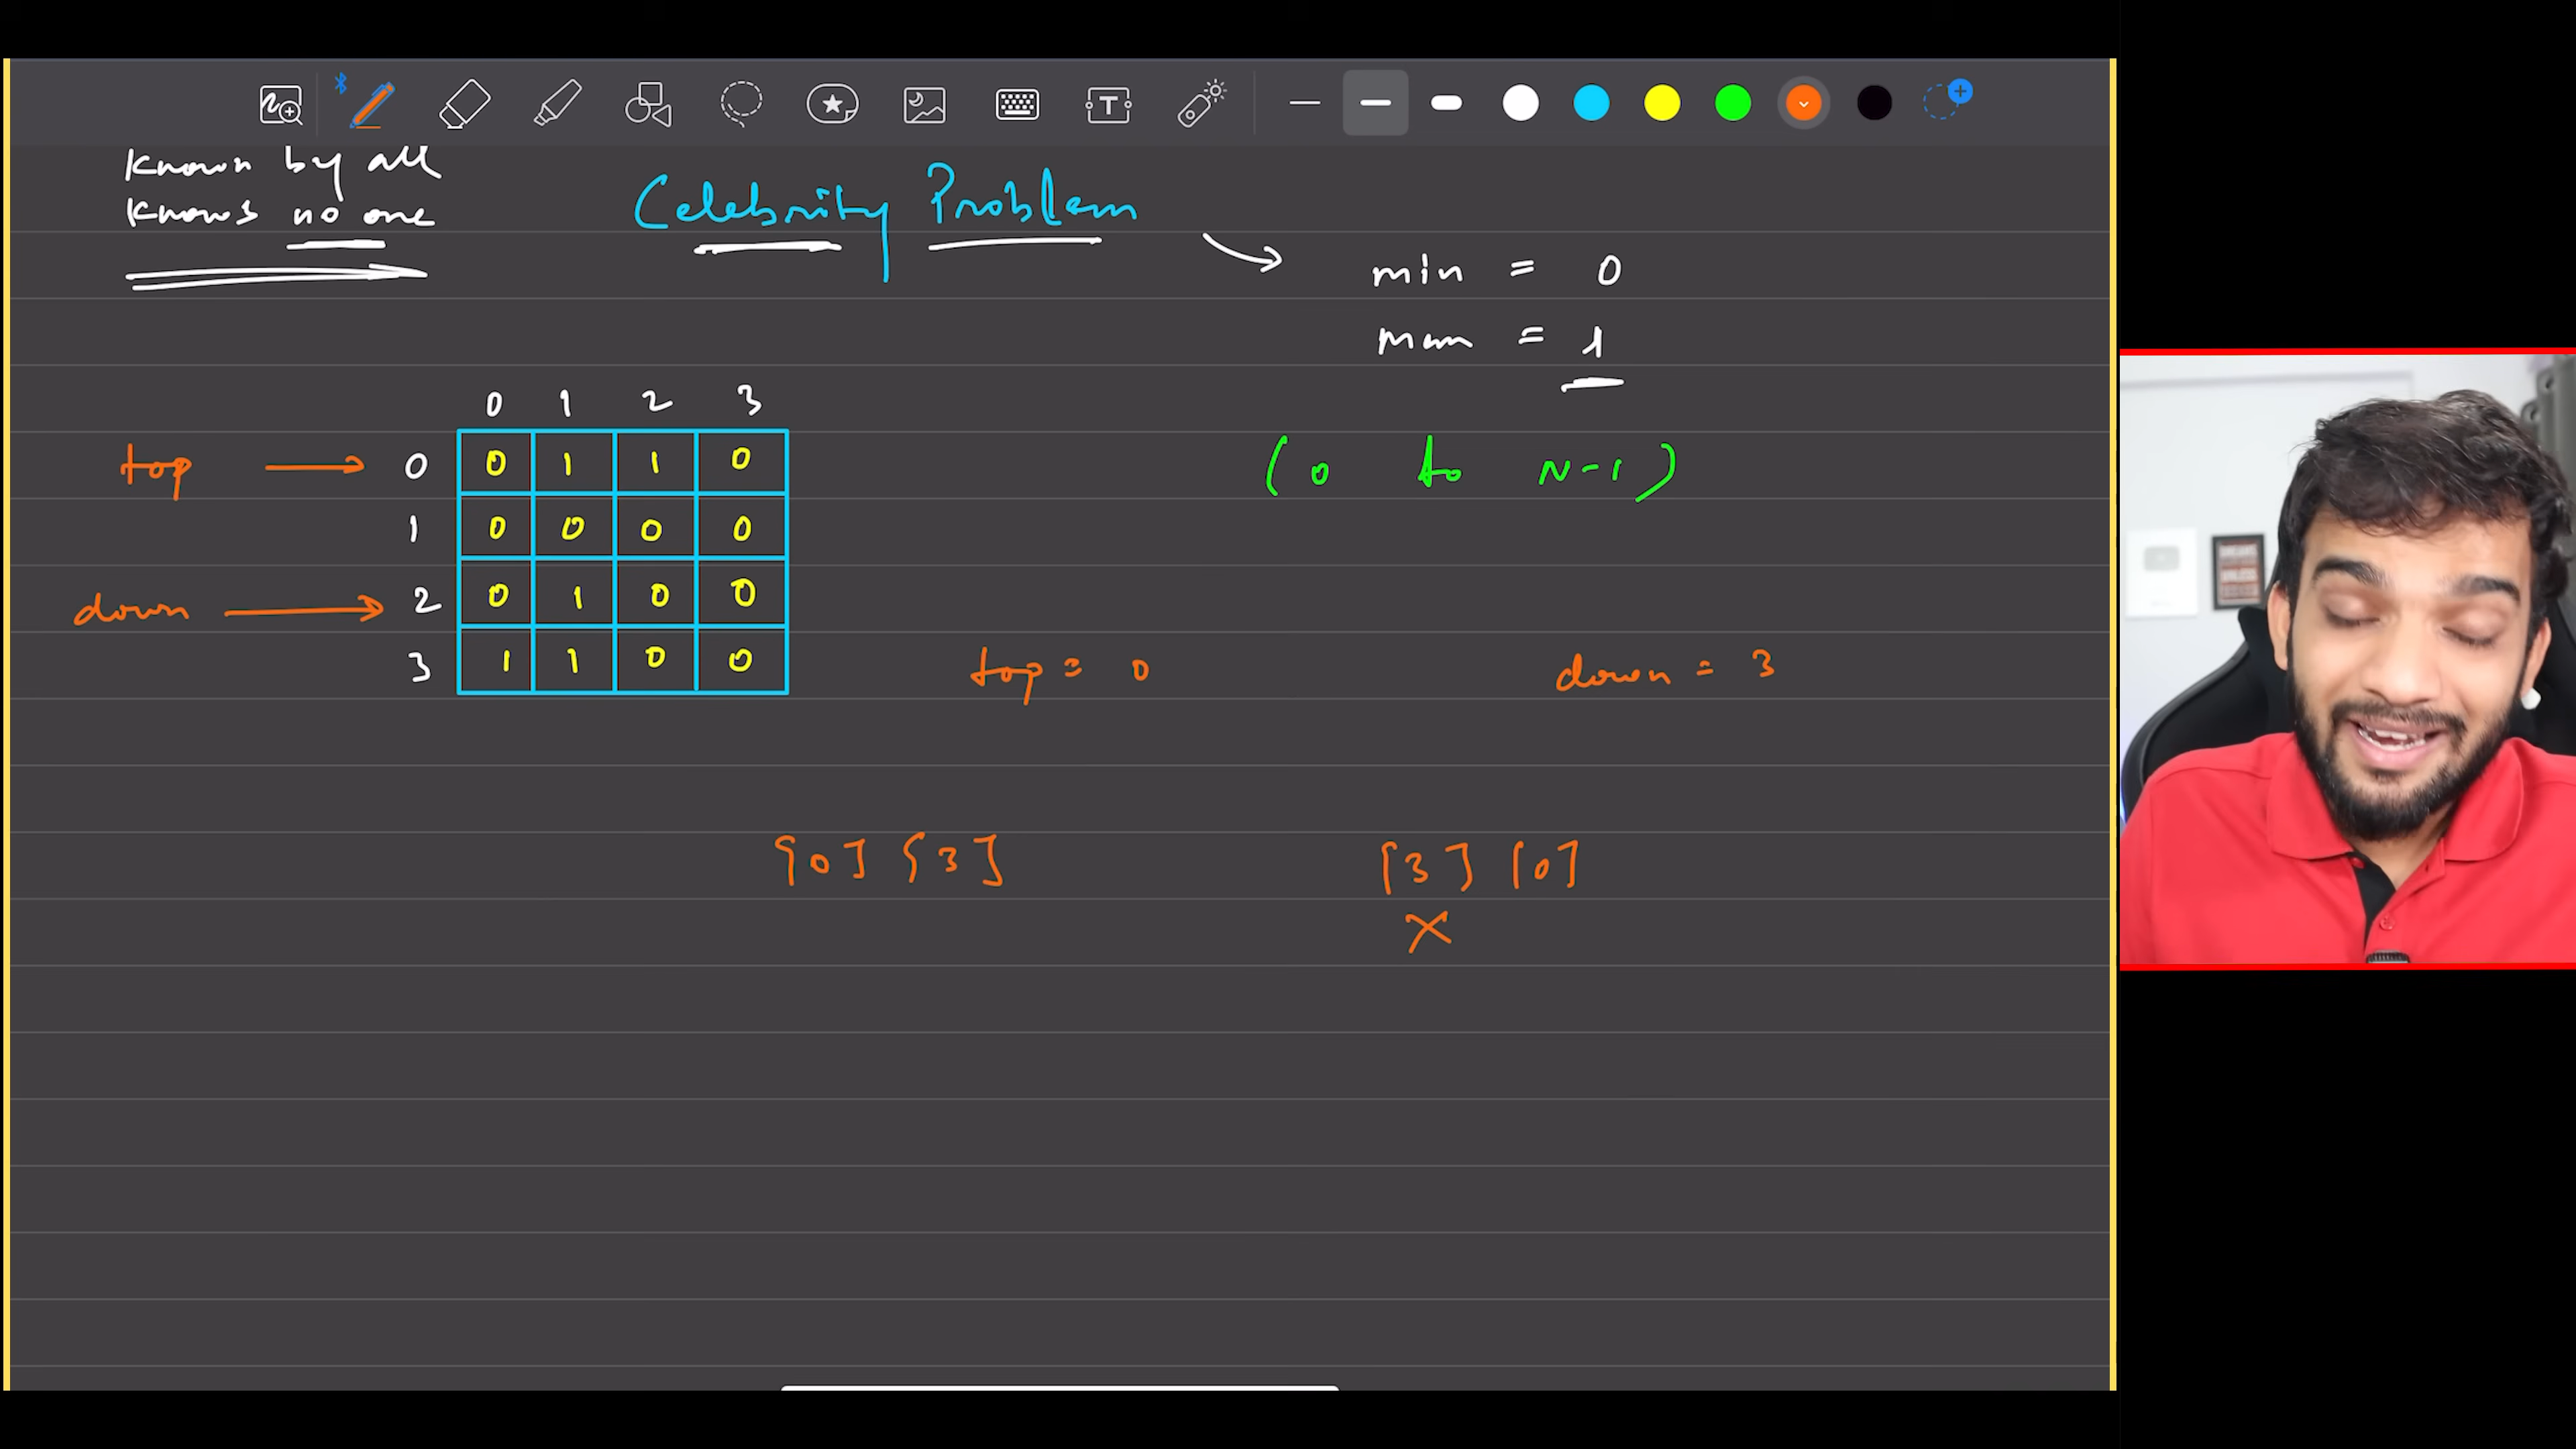 known by all
knows no one
Celebrity Problem
min = 0
max = 1
0 1 2 3
top → 0 0 1 1 0
(0 to N-1)
1 0 0 0 0
down → 2 0 1 0 0
3 1 1 0 0
top = 0 down = 3
[0] [3] [3] [0]
X